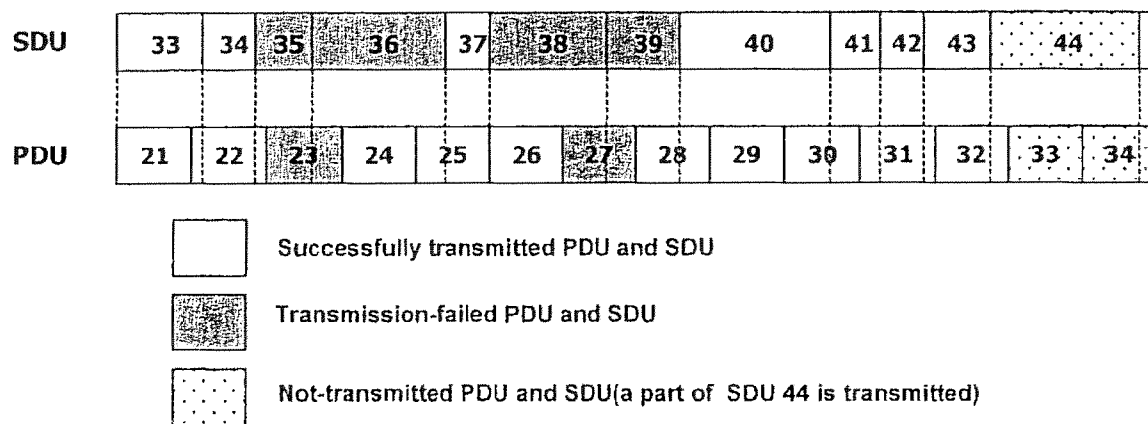 SDU 33 34 35 36 37 38 39 40 41 42 43 44
PDU 21 22 23 24 25 26 27 28 29 30 31 32 33 34
Successfully transmitted PDU and SDU
Transmission-failed PDU and SDU
Not-transmitted PDU and SDU(a part of SDU 44 is transmitted)